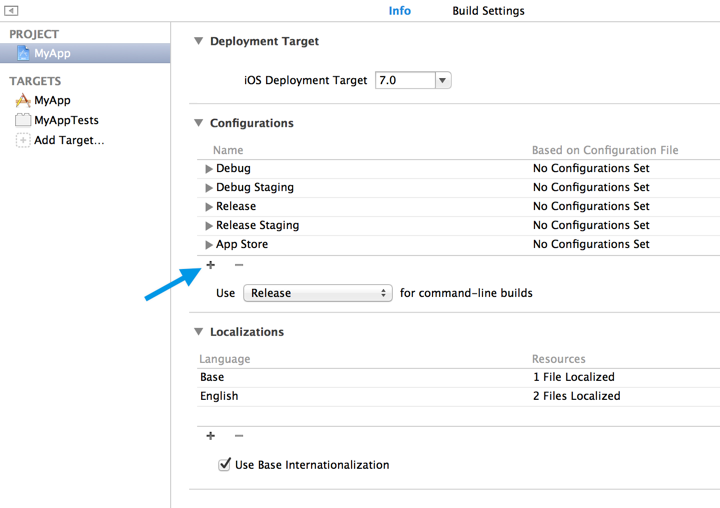 Info Build Settings
PROJECT
MyApp
TARGETS
MyApp
MyAppTests
Add Target...
Deployment Target
iOS Deployment Target 7.0
Configurations
Name Based on Configuration File
Debug No Configurations Set
Debug Staging No Configurations Set
Release No Configurations Set
Release Staging No Configurations Set
App Store No Configurations Set
+ −
Use Release for command-line builds
Localizations
Language Resources
Base 1 File Localized
English 2 Files Localized
+ −
Use Base Internationalization